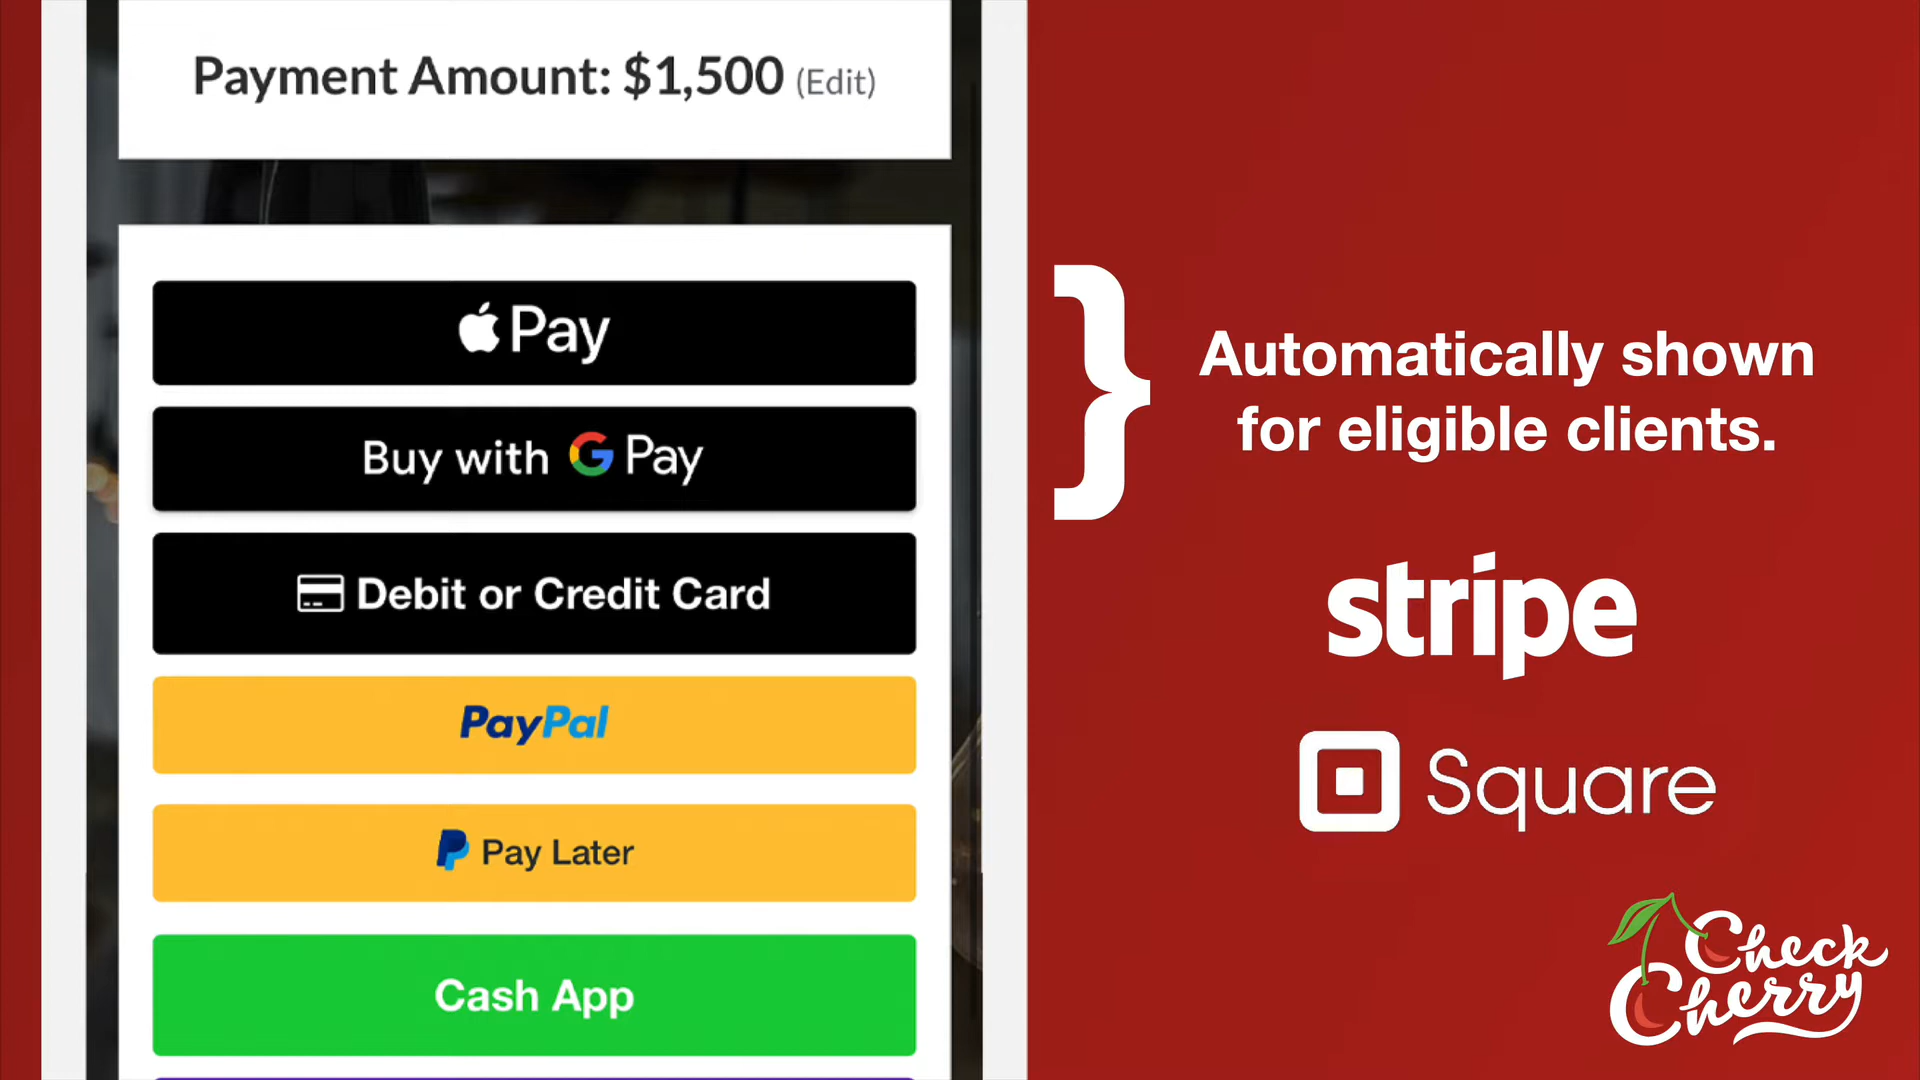 Payment Amount: $1,500 (Edit)
Pay
Buy with G Pay
Debit or Credit Card
PayPal
Pay Later
Cash App
}
Automatically shown
for eligible clients.
stripe
Square
Check
Cherry